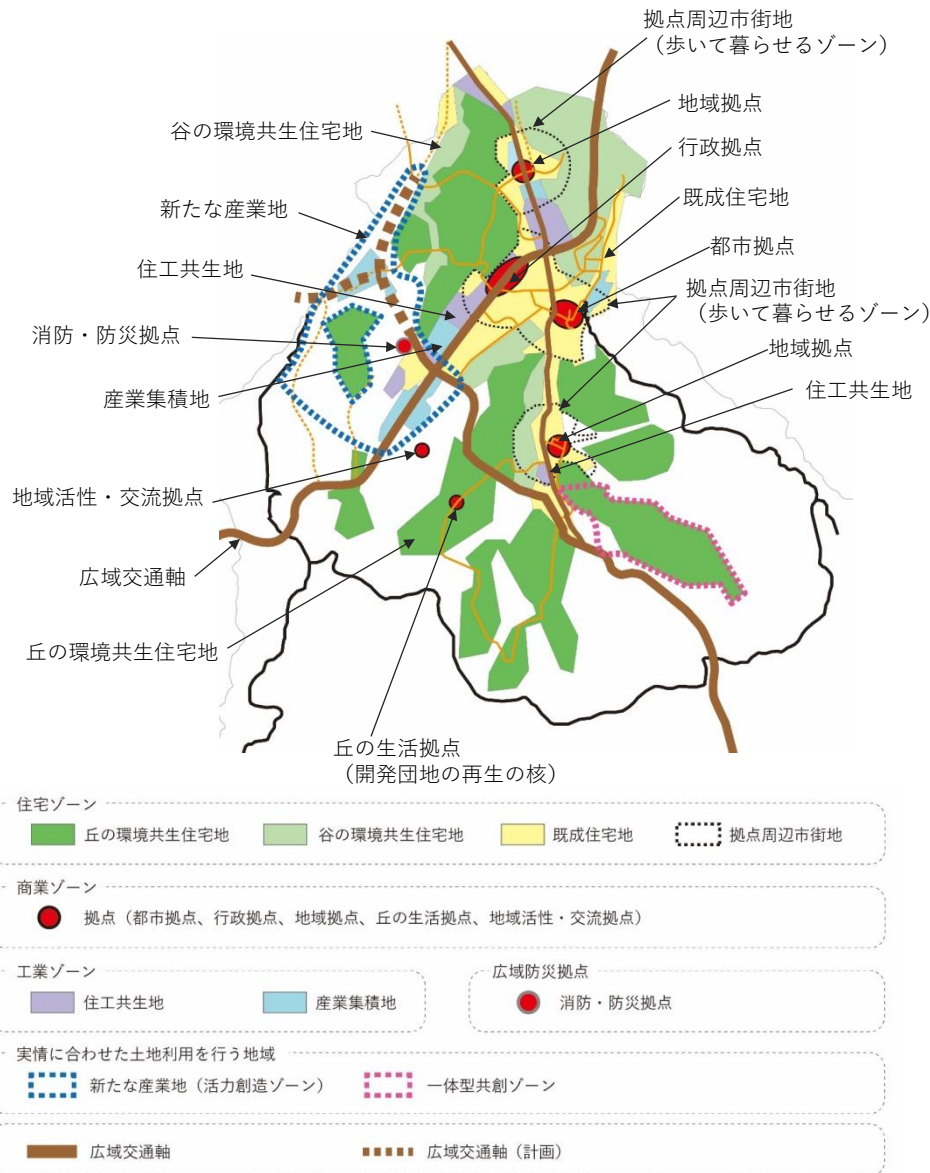 拠点周辺市街地
（歩いて暮らせるゾーン）
地域拠点
谷の環境共生住宅地
行政拠点
既成住宅地
新たな産業地
都市拠点
住工共生地
拠点周辺市街地
（歩いて暮らせるゾーン）
消防・防災拠点
地域拠点
産業集積地
住工共生地
地域活性・交流拠点
広域交通軸
丘の環境共生住宅地
丘の生活拠点
（開発団地の再生の核）
住宅ゾーン
丘の環境共生住宅地
谷の環境共生住宅地
既成住宅地
拠点周辺市街地
商業ゾーン
拠点（都市拠点、行政拠点、地域拠点、丘の生活拠点、地域活性・交流拠点）
工業ゾーン
住工共生地
産業集積地
広域防災拠点
消防・防災拠点
実情に合わせた土地利用を行う地域
新たな産業地（活力創造ゾーン）
一体型共創ゾーン
広域交通軸
広域交通軸（計画）